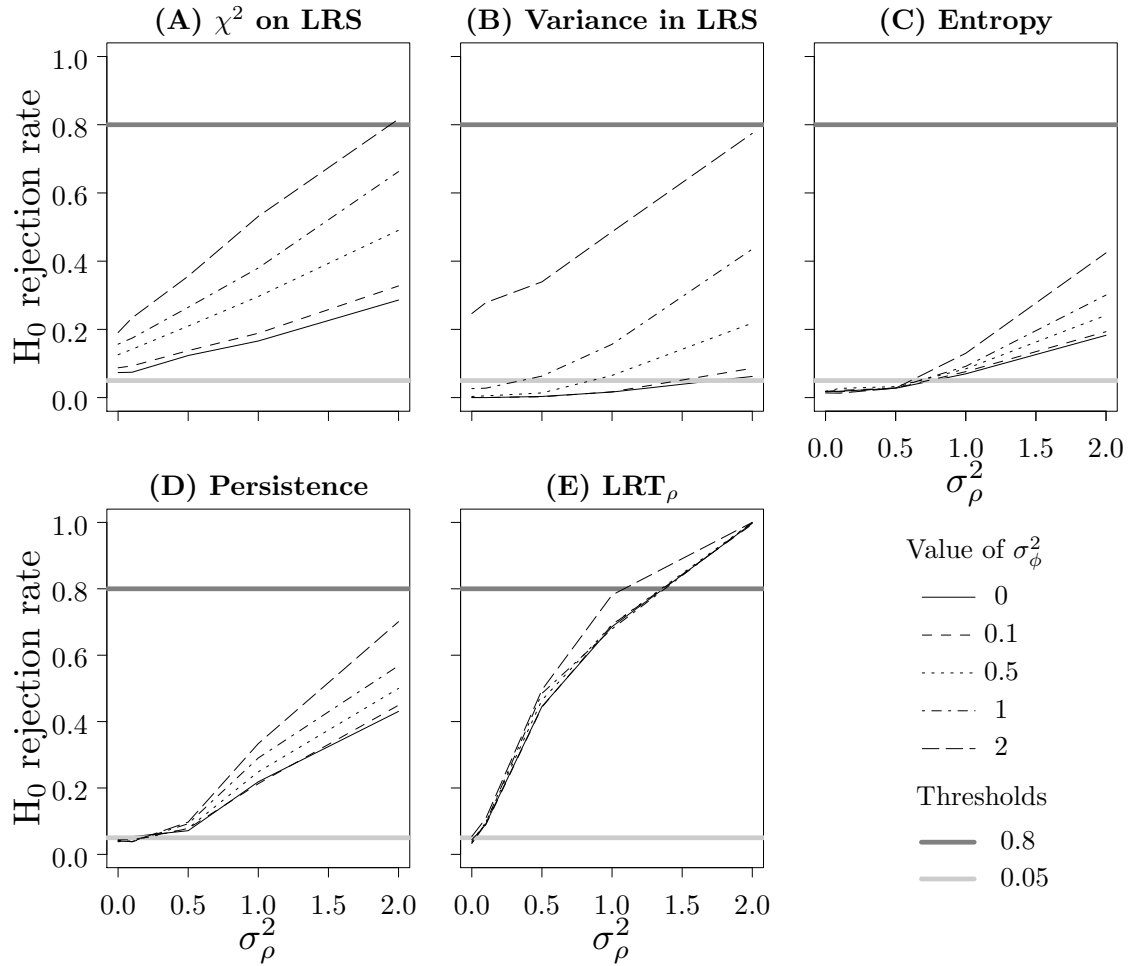 (A) χ² on LRS
(B) Variance in LRS
(C) Entropy
H₀ rejection rate
1.0
0.8
0.6
0.4
0.2
0.0
0.0 0.5 1.0 1.5 2.0
σ²ᵨ
(D) Persistence
(E) LRTᵨ
H₀ rejection rate
1.0
0.8
0.6
0.4
0.2
0.0
0.0 0.5 1.0 1.5 2.0
σ²ᵨ
0.0 0.5 1.0 1.5 2.0
σ²ᵨ
Value of σ²ᵩ
0
0.1
0.5
1
2
Thresholds
0.8
0.05